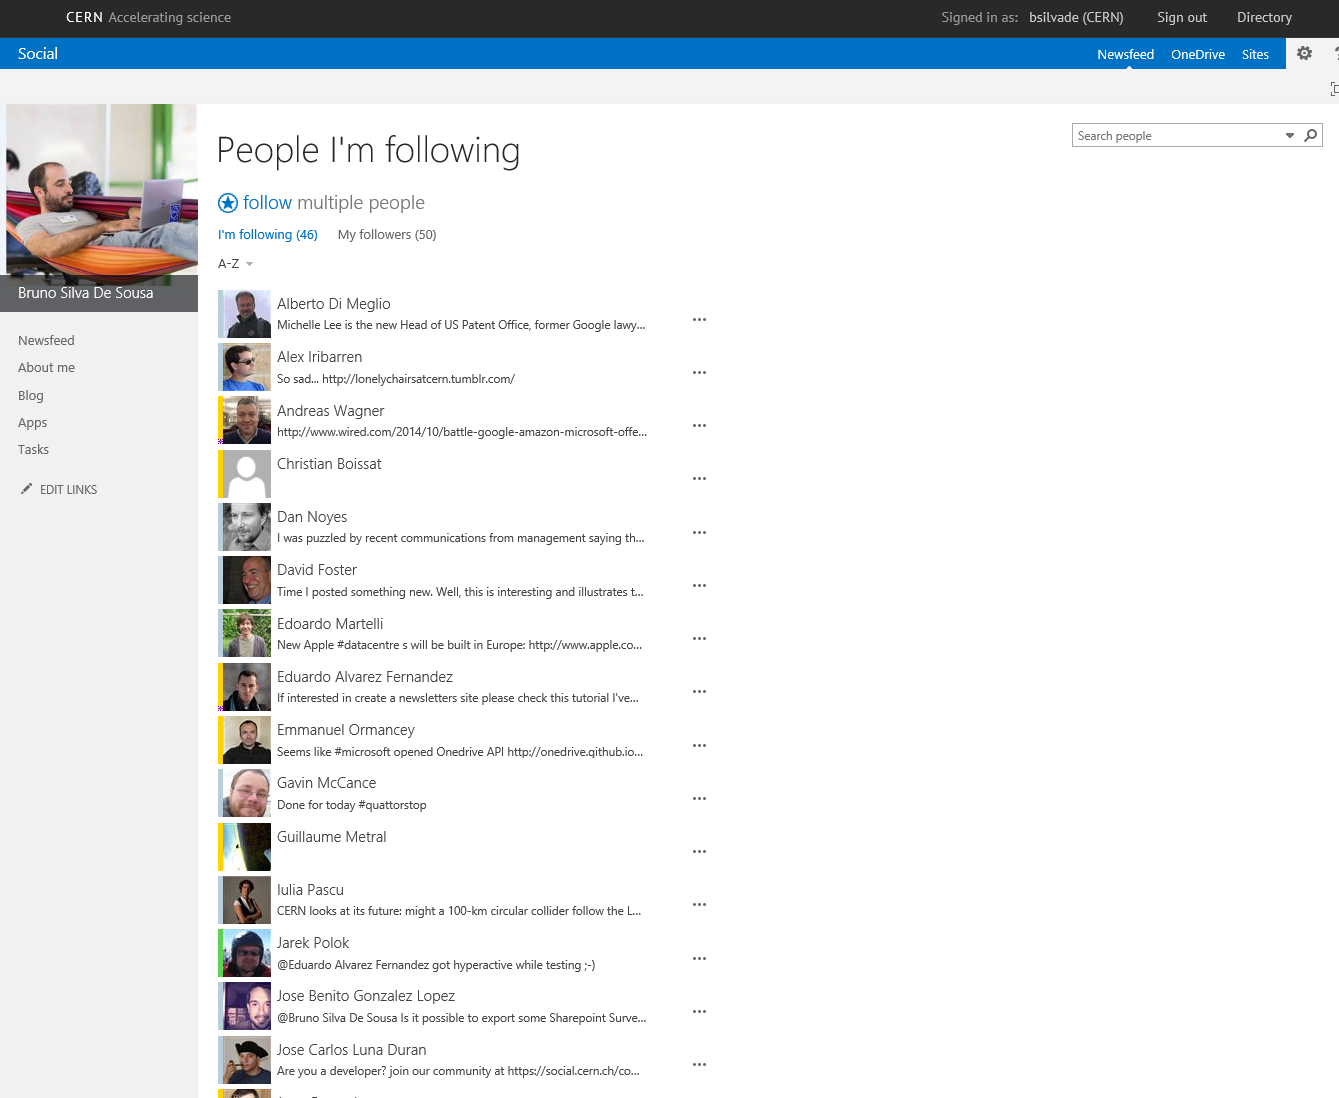 CERN Accelerating science
Signed in as: bsilvade (CERN) Sign out Directory
Social
Newsfeed OneDrive Sites
?
Search people
People I'm following
follow multiple people
I'm following (46) My followers (50)
A-Z
Bruno Silva De Sousa
Newsfeed
About me
Blog
Apps
Tasks
EDIT LINKS
Alberto Di Meglio
Michelle Lee is the new Head of US Patent Office, former Google lawy...
Alex Iribarren
So sad... http://lonelychairsatcern.tumblr.com/
Andreas Wagner
http://www.wired.com/2014/10/battle-google-amazon-microsoft-offe...
Christian Boissat
Dan Noyes
I was puzzled by recent communications from management saying th...
David Foster
Time I posted something new. Well, this is interesting and illustrates t...
Edoardo Martelli
New Apple #datacentre s will be built in Europe: http://www.apple.co...
Eduardo Alvarez Fernandez
If interested in create a newsletters site please check this tutorial I've...
Emmanuel Ormancey
Seems like #microsoft opened Onedrive API http://onedrive.github.io...
Gavin McCance
Done for today #quattorstop
Guillaume Metral
Iulia Pascu
CERN looks at its future: might a 100-km circular collider follow the L...
Jarek Polok
@Eduardo Alvarez Fernandez got hyperactive while testing ;-)
Jose Benito Gonzalez Lopez
@Bruno Silva De Sousa Is it possible to export some Sharepoint Surve...
Jose Carlos Luna Duran
Are you a developer? join our community at https://social.cern.ch/co...